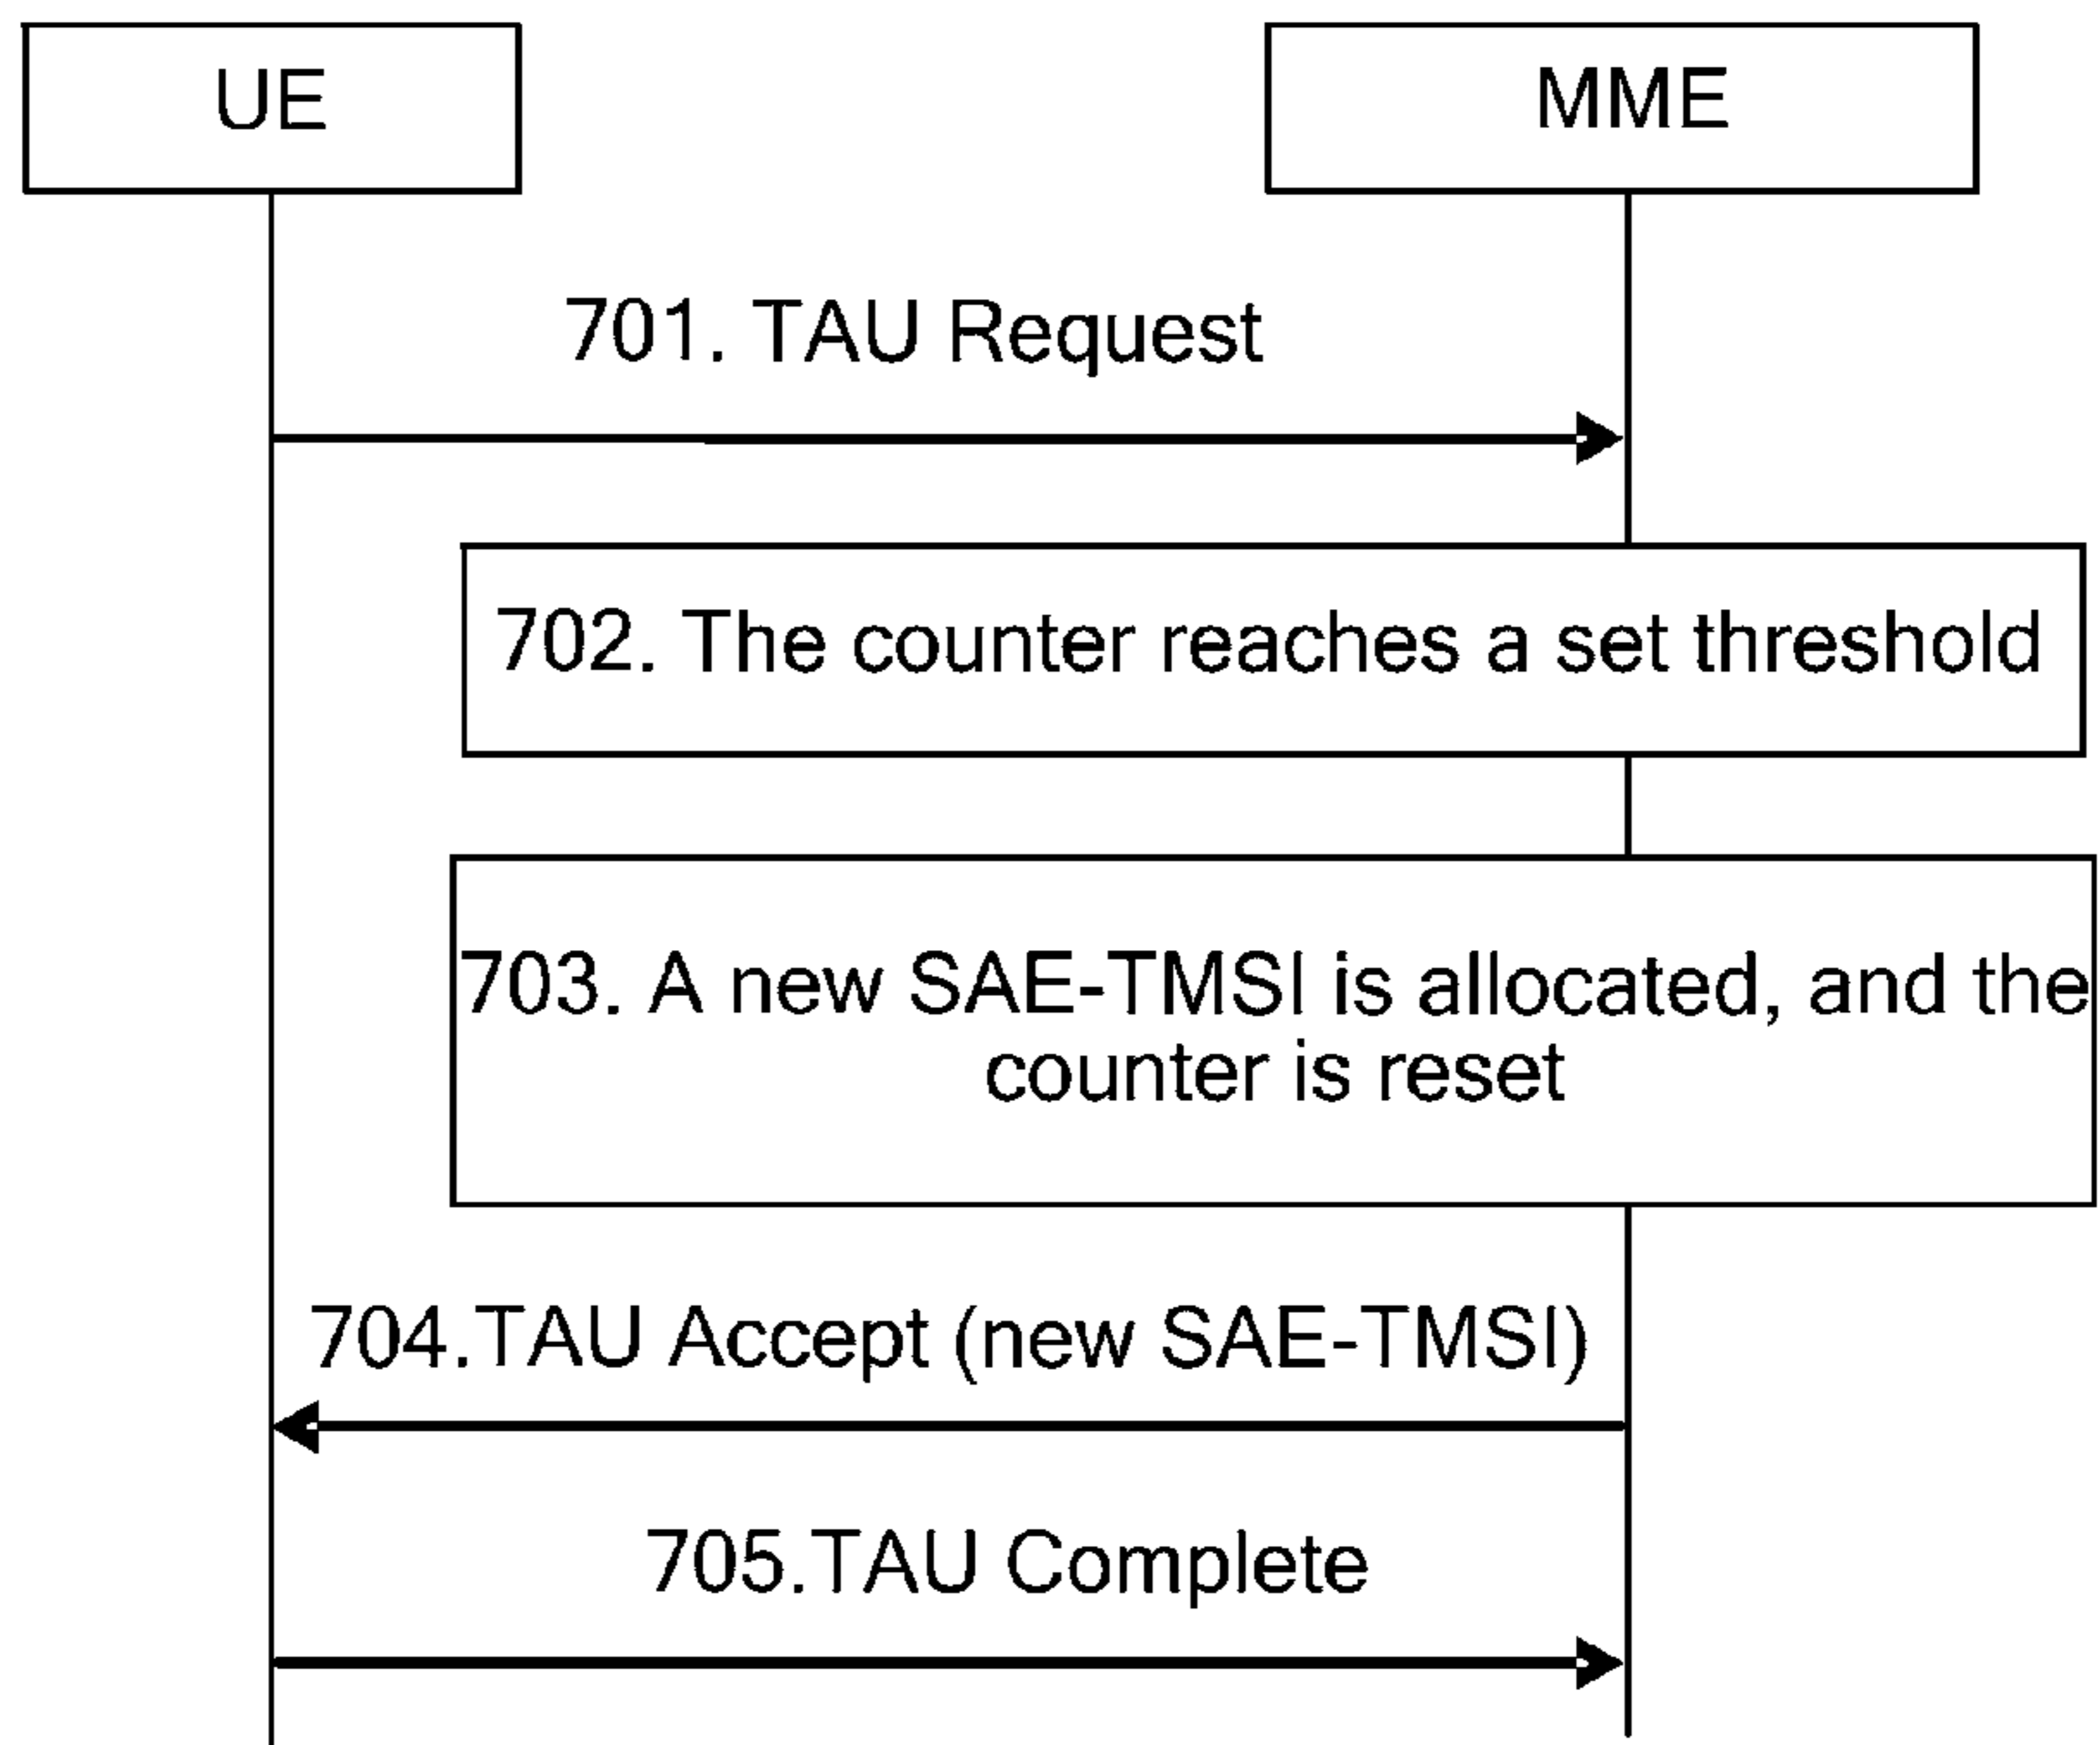 UE
MME
701. TAU Request
702. The counter reaches a set threshold
703. A new SAE-TMSI is allocated, and the
counter is reset
704.TAU Accept (new SAE-TMSI)
705.TAU Complete